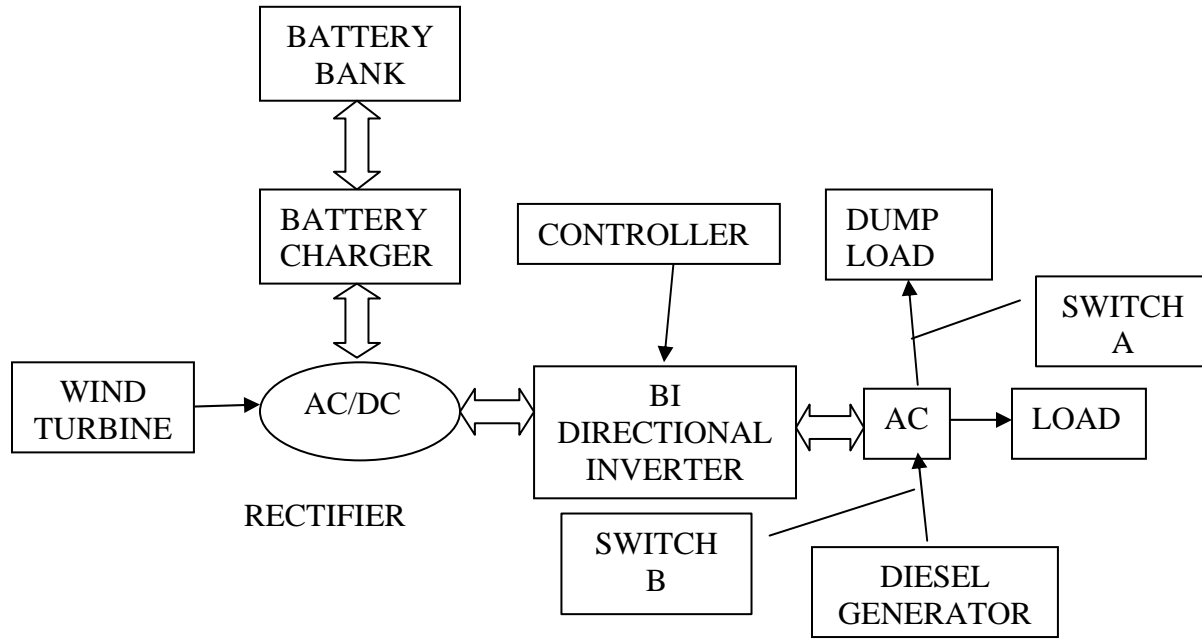 BATTERY
BANK
BATTERY
CHARGER
CONTROLLER
DUMP
LOAD
SWITCH
A
WIND
TURBINE
AC/DC
BI
DIRECTIONAL
INVERTER
AC
LOAD
RECTIFIER
SWITCH
B
DIESEL
GENERATOR